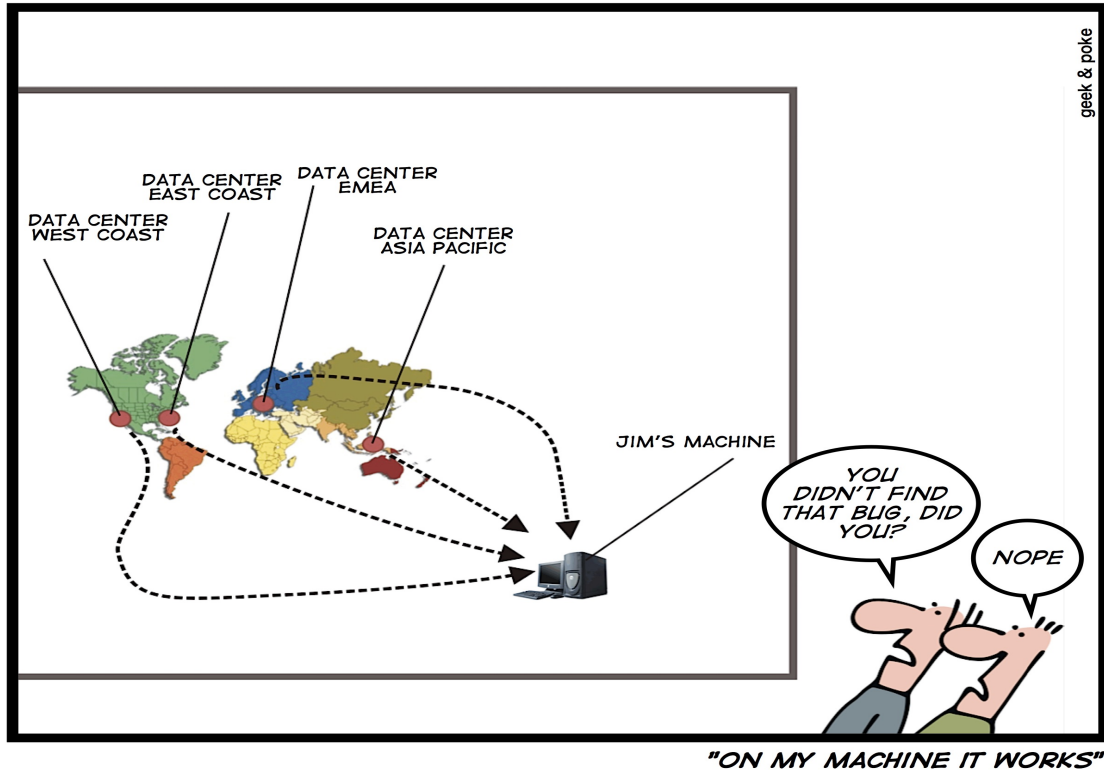 geek & poke
DATA CENTER
WEST COAST
DATA CENTER
EAST COAST
DATA CENTER
EMEA
DATA CENTER
ASIA PACIFIC
JIM'S MACHINE
YOU
DIDN'T FIND
THAT BUG, DID
YOU?
NOPE
"ON MY MACHINE IT WORKS"